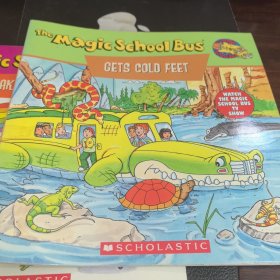 The Magic School Bus
GETS COLD FEET
WATCH
THE MAGIC
SCHOOL BUS
TV
SHOW
SCHOLASTIC